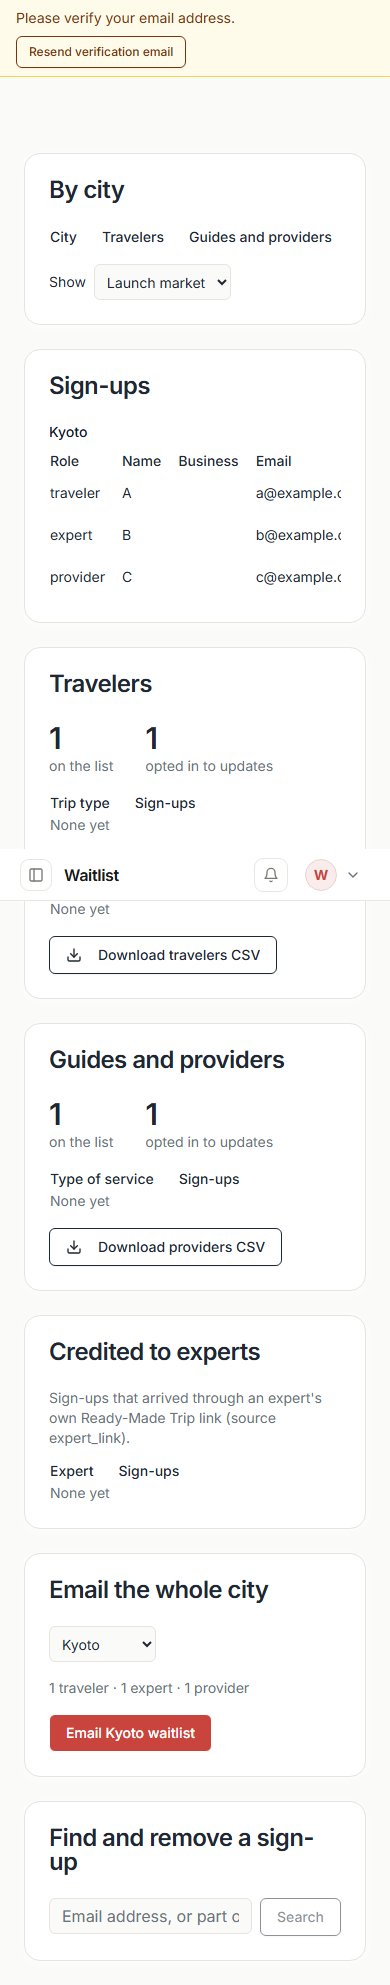 Please verify your email address.
Resend verification email
By city
City Travelers Guides and providers
Show Launch market
Sign-ups
Kyoto
Role Name Business Email
traveler A a@example.c
expert B b@example.c
provider C c@example.c
Travelers
1 1
on the list opted in to updates
Trip type Sign-ups
None yet
Waitlist W
None yet
Download travelers CSV
Guides and providers
1 1
on the list opted in to updates
Type of service Sign-ups
None yet
Download providers CSV
Credited to experts
Sign-ups that arrived through an expert's
own Ready-Made Trip link (source
expert_link).
Expert Sign-ups
None yet
Email the whole city
Kyoto
1 traveler · 1 expert · 1 provider
Email Kyoto waitlist
Find and remove a sign-
up
Email address, or part o Search